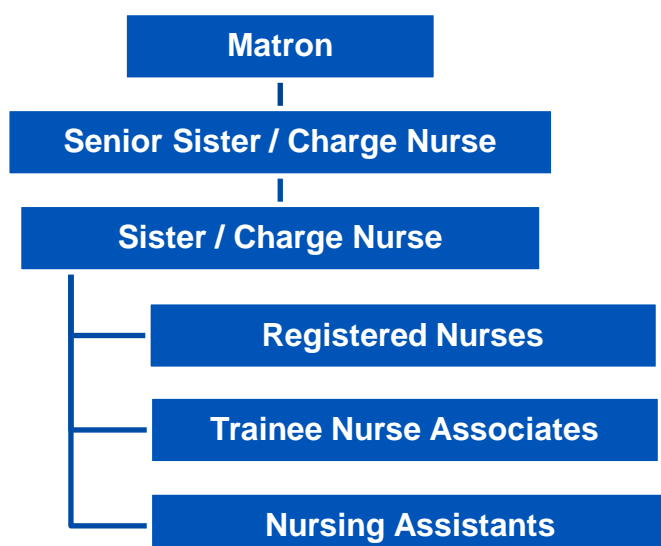 Matron
Senior Sister / Charge Nurse
Sister / Charge Nurse
Registered Nurses
Trainee Nurse Associates
Nursing Assistants